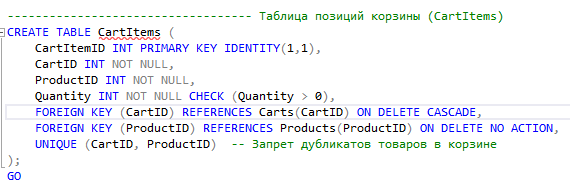 --------------------------------- Таблица позиций корзины (CartItems)
CREATE TABLE CartItems (
    CartItemID INT PRIMARY KEY IDENTITY(1,1),
    CartID INT NOT NULL,
    ProductID INT NOT NULL,
    Quantity INT NOT NULL CHECK (Quantity > 0),
    FOREIGN KEY (CartID) REFERENCES Carts(CartID) ON DELETE CASCADE,
    FOREIGN KEY (ProductID) REFERENCES Products(ProductID) ON DELETE NO ACTION,
    UNIQUE (CartID, ProductID)  -- Запрет дубликатов товаров в корзине
);
GO